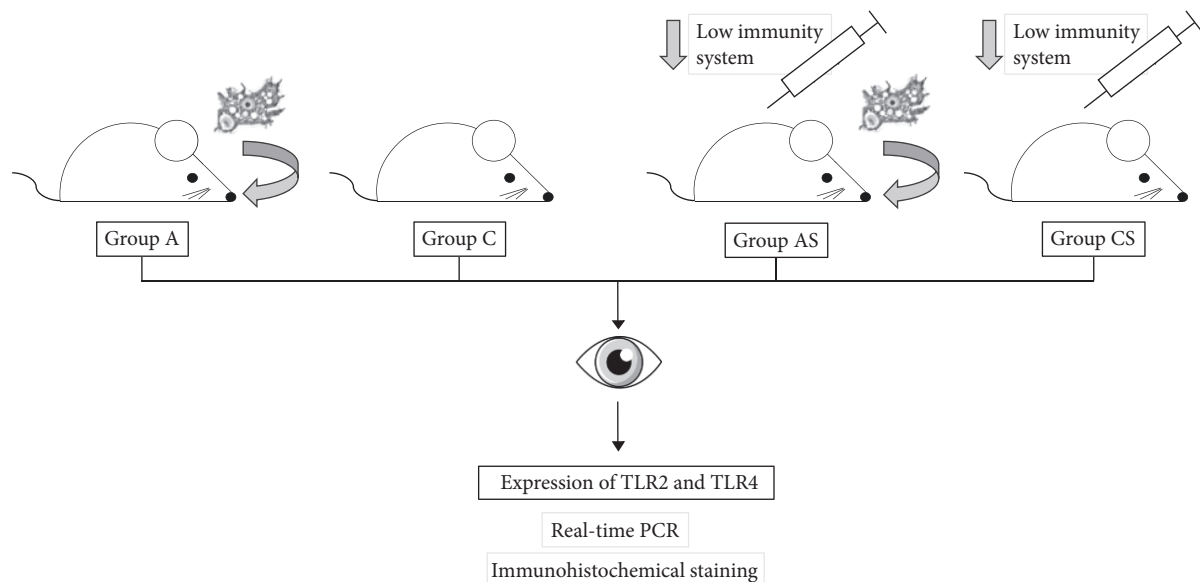 Low immunity
system
Low immunity
system
Group A
Group C
Group AS
Group CS
Expression of TLR2 and TLR4
Real-time PCR
Immunohistochemical staining